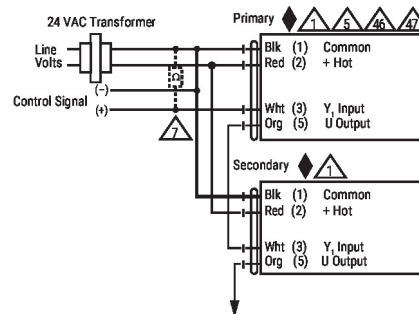 24 VAC Transformer
Primary 1 5 46 47
Line
Volts
Blk (1) Common
Red (2) + Hot
Ω
Control Signal (–)
(+)
Wht (3) Y₁ Input
Org (5) U Output
7
Secondary 1
Blk (1) Common
Red (2) + Hot
Wht (3) Y₁ Input
Org (5) U Output